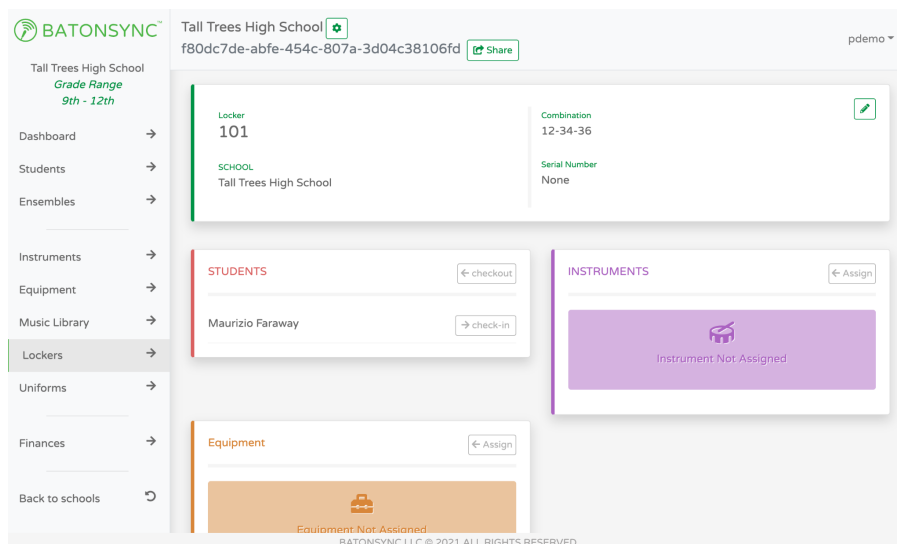 BATONSYNC™
Tall Trees High School
Grade Range
9th - 12th
Dashboard
Students
Ensembles
Instruments
Equipment
Music Library
Lockers
Uniforms
Finances
Back to schools
Tall Trees High School
f80dc7de-abfe-454c-807a-3d04c38106fd Share
pdemo
Locker
101
SCHOOL
Tall Trees High School
Combination
12-34-36
Serial Number
None
STUDENTS
← checkout
Maurizio Faraway
→ check-in
INSTRUMENTS
← Assign
Instrument Not Assigned
Equipment
← Assign
Equipment Not Assigned
BATONSYNC LLC © 2021 ALL RIGHTS RESERVED